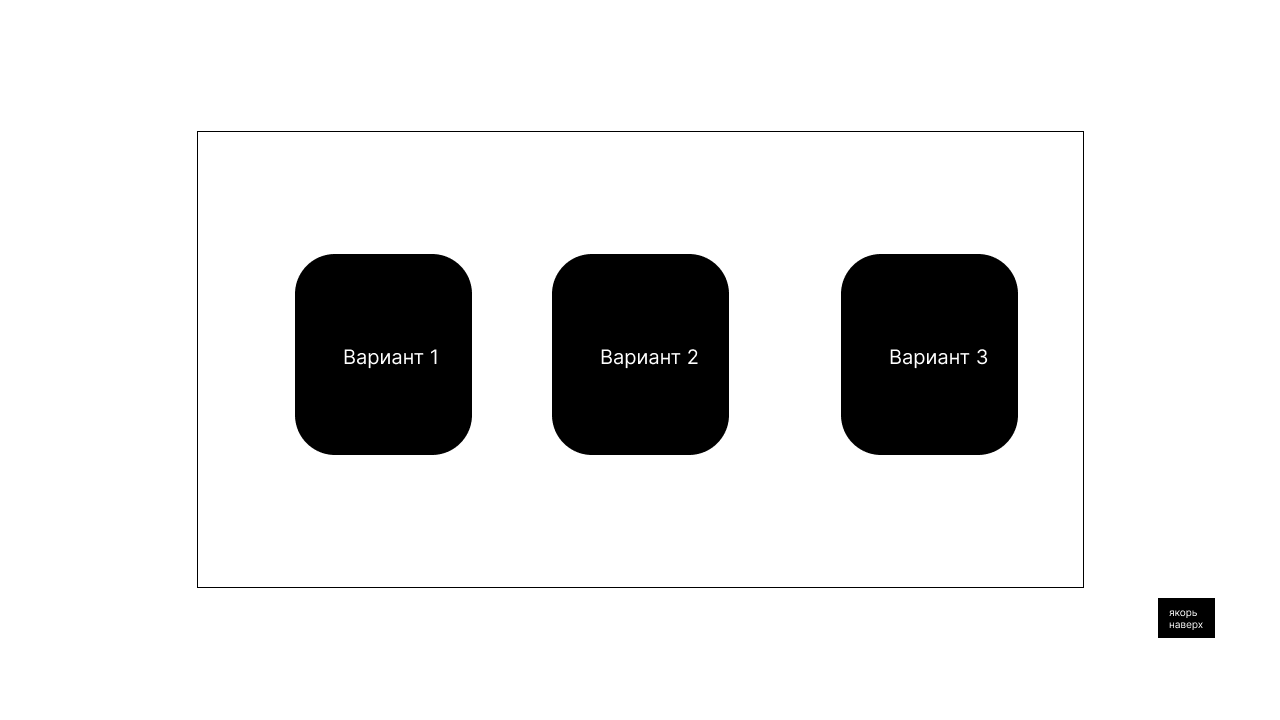 Вариант 1
Вариант 2
Вариант 3
якорь
наверх